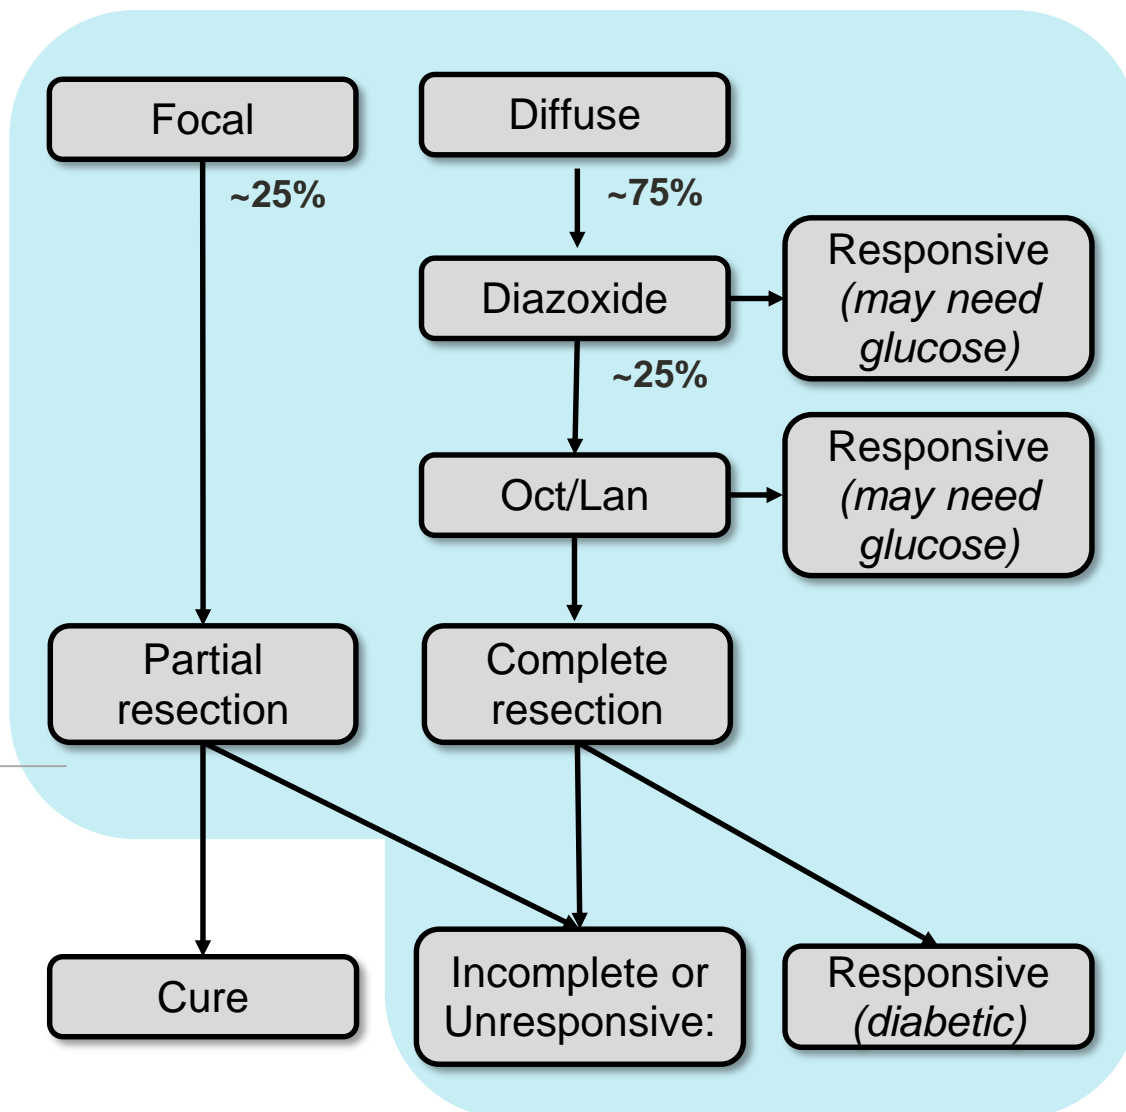 Focal
Diffuse
~25%
~75%
Responsive
(may need
glucose)
Diazoxide
~25%
Responsive
(may need
glucose)
Oct/Lan
Partial
resection
Complete
resection
Cure
Incomplete or
Unresponsive:
Responsive
(diabetic)